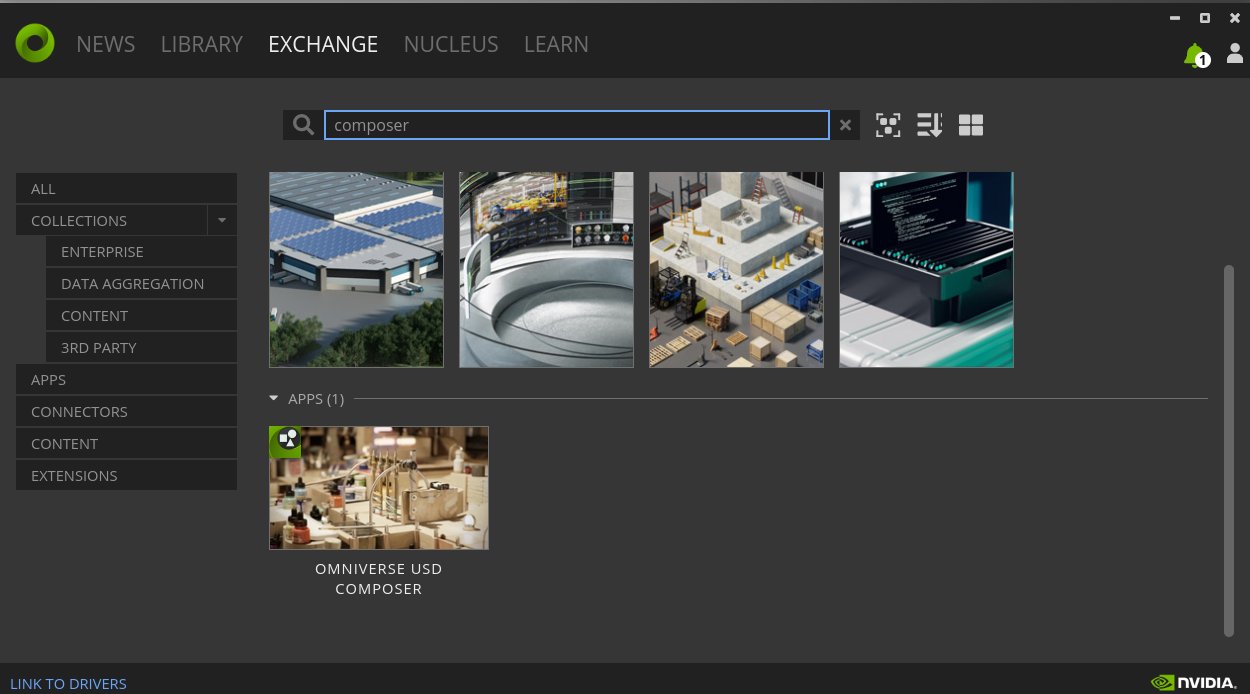 NEWS LIBRARY EXCHANGE NUCLEUS LEARN
1
composer
ALL
COLLECTIONS
ENTERPRISE
DATA AGGREGATION
CONTENT
3RD PARTY
APPS
CONNECTORS
CONTENT
EXTENSIONS
APPS (1)
OMNIVERSE USD
COMPOSER
LINK TO DRIVERS
NVIDIA.